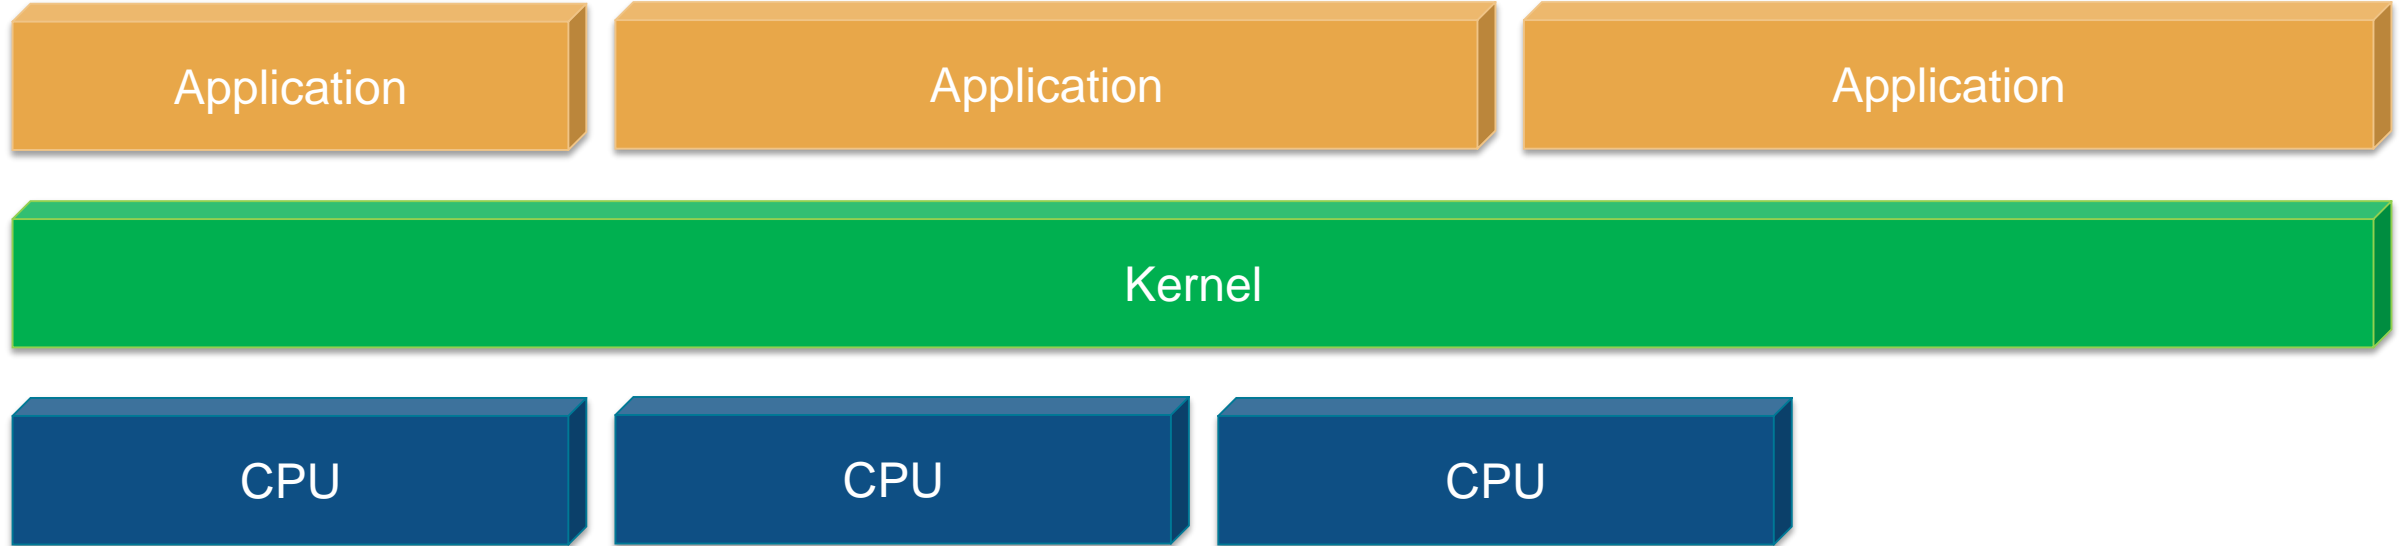 Application
Application
Application
Kernel
CPU
CPU
CPU